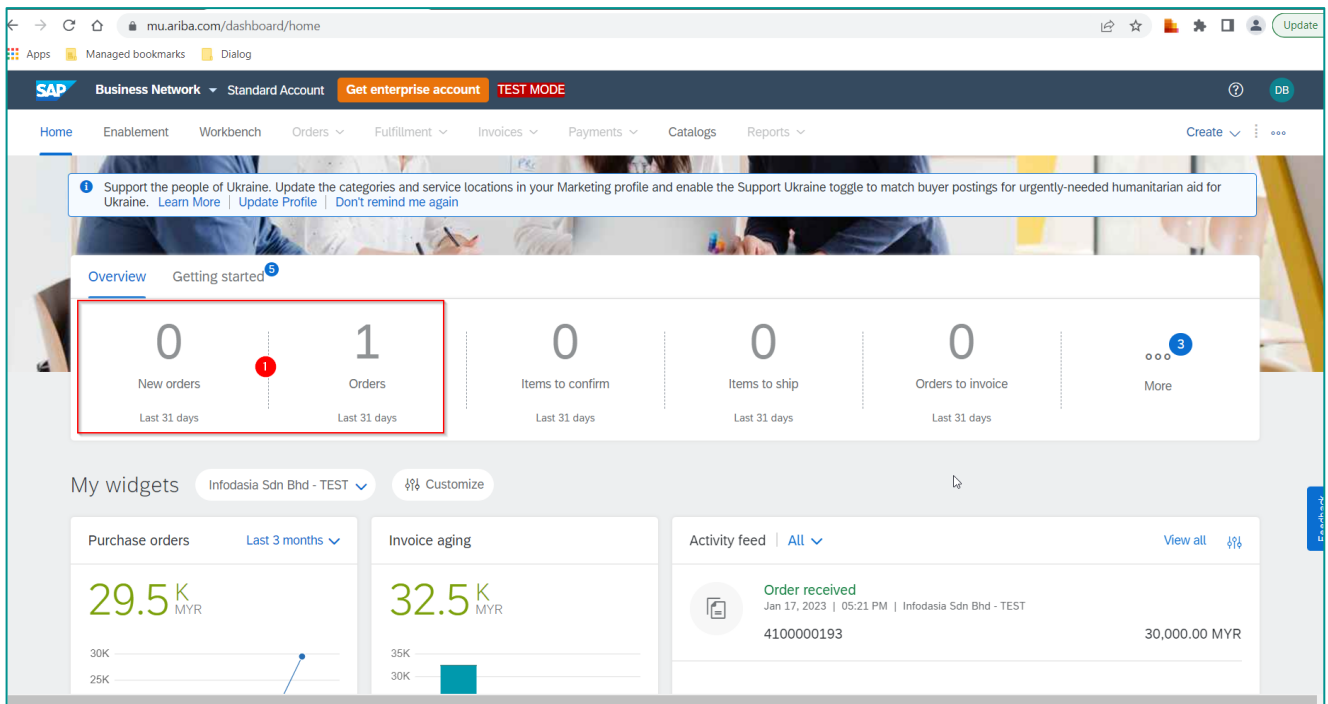 mu.ariba.com/dashboard/home
Update
Apps Managed bookmarks Dialog
SAP Business Network Standard Account Get enterprise account TEST MODE ? DB
Home Enablement Workbench Orders Fulfillment Invoices Payments Catalogs Reports Create
Support the people of Ukraine. Update the categories and service locations in your Marketing profile and enable the Support Ukraine toggle to match buyer postings for urgently-needed humanitarian aid for
Ukraine. Learn More | Update Profile | Don't remind me again
Overview Getting started 5
0 1 0 0 0 3
1
New orders Orders Items to confirm Items to ship Orders to invoice More
Last 31 days Last 31 days Last 31 days Last 31 days Last 31 days
My widgets Infodasia Sdn Bhd - TEST Customize
Purchase orders Last 3 months Invoice aging Activity feed | All View all
29.5 K MYR 32.5 K MYR
Order received
Jan 17, 2023 | 05:21 PM | Infodasia Sdn Bhd - TEST
4100000193 30,000.00 MYR
30K 35K
25K 30K